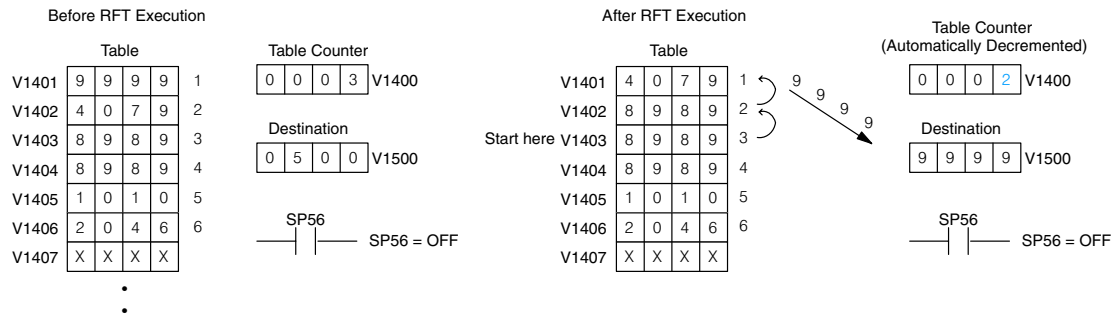 Before RFT Execution
Table
V1401 9 9 9 9 1
V1402 4 0 7 9 2
V1403 8 9 8 9 3
V1404 8 9 8 9 4
V1405 1 0 1 0 5
V1406 2 0 4 6 6
V1407 X X X X
Table Counter
0 0 0 3 V1400
Destination
0 5 0 0 V1500
SP56
SP56 = OFF
After RFT Execution
Table
V1401 4 0 7 9 1
V1402 8 9 8 9 2
Start here V1403 8 9 8 9 3
V1404 8 9 8 9 4
V1405 1 0 1 0 5
V1406 2 0 4 6 6
V1407 X X X X
9 9 9 9
Table Counter
(Automatically Decremented)
0 0 0 2 V1400
Destination
9 9 9 9 V1500
SP56
SP56 = OFF